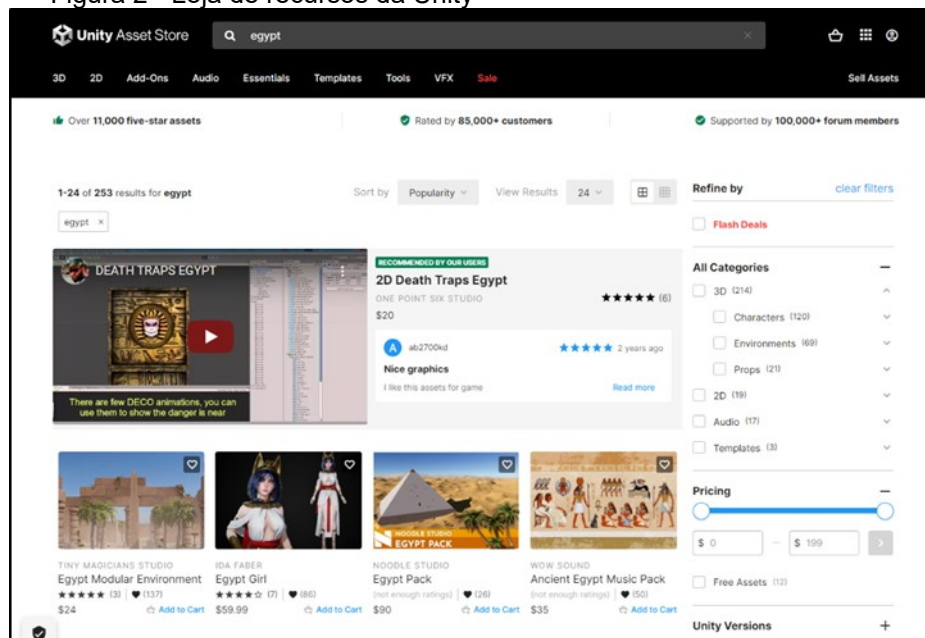 Figura 2 - Loja de recursos da Unity
Unity Asset Store
egypt
3D 2D Add-Ons Audio Essentials Templates Tools VFX Sale Sell Assets
Over 11,000 five-star assets Rated by 85,000+ customers Supported by 100,000+ forum members
1-24 of 253 results for egypt Sort by Popularity View Results 24
egypt ×
DEATH TRAPS EGYPT
There are few DECO animations, you can
use them to show the danger is near
RECOMMENDED BY OUR USERS
2D Death Traps Egypt
ONE POINT SIX STUDIO (6)
$20
A ab2700kd 2 years ago
Nice graphics
I like this assets for game Read more
TINY MAGICIANS STUDIO
Egypt Modular Environment
(3) (137)
$24 Add to Cart
IDA FABER
Egypt Girl
(7) (86)
$59.99 Add to Cart
NOODLE STUDIO
EGYPT PACK
NOODLE STUDIO
Egypt Pack
(not enough ratings) (26)
$90 Add to Cart
WOW SOUND
Ancient Egypt Music Pack
(not enough ratings) (50)
$35 Add to Cart
Refine by clear filters
Flash Deals
All Categories
3D (214)
Characters (120)
Environments (69)
Props (21)
2D (19)
Audio (17)
Templates (3)
Pricing
$ 0 — $ 199
Free Assets (12)
Unity Versions +